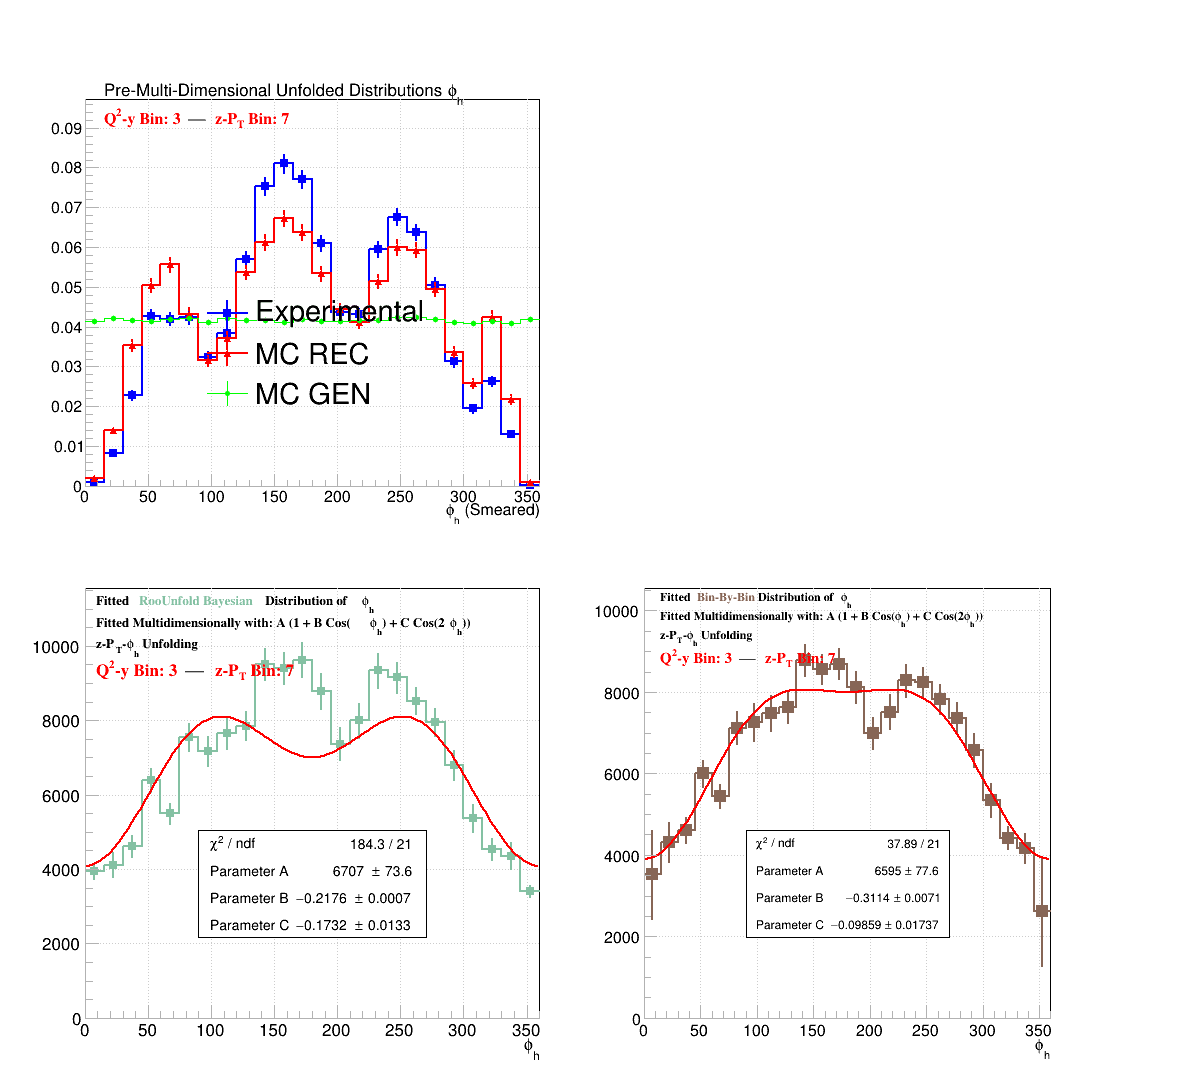 Pre-Multi-Dimensional Unfolded Distributions ϕh
Q²-y Bin: 3 — z-PT Bin: 7
0.09
0.08
0.07
0.06
0.05
0.04
0.03
0.02
0.01
0
Experimental
MC REC
MC GEN
0 50 100 150 200 250 300 350
ϕh (Smeared)
Fitted RooUnfold Bayesian Distribution of ϕh
Fitted Multidimensionally with: A (1 + B Cos( ϕh) + C Cos(2 ϕh))
z-PT-ϕh Unfolding
Q²-y Bin: 3 — z-PT Bin: 7
10000
8000
6000
4000
2000
0
χ² / ndf 184.3 / 21
Parameter A 6707 ± 73.6
Parameter B −0.2176 ± 0.0007
Parameter C −0.1732 ± 0.0133
0 50 100 150 200 250 300 350
ϕh
Fitted Bin-By-Bin Distribution of ϕh
Fitted Multidimensionally with: A (1 + B Cos(ϕh) + C Cos(2ϕh))
z-PT-ϕh Unfolding
Q²-y Bin: 3 — z-PT Bin: 7
10000
8000
6000
4000
2000
0
χ² / ndf 37.89 / 21
Parameter A 6595 ± 77.6
Parameter B −0.3114 ± 0.0071
Parameter C −0.09859 ± 0.01737
0 50 100 150 200 250 300 350
ϕh